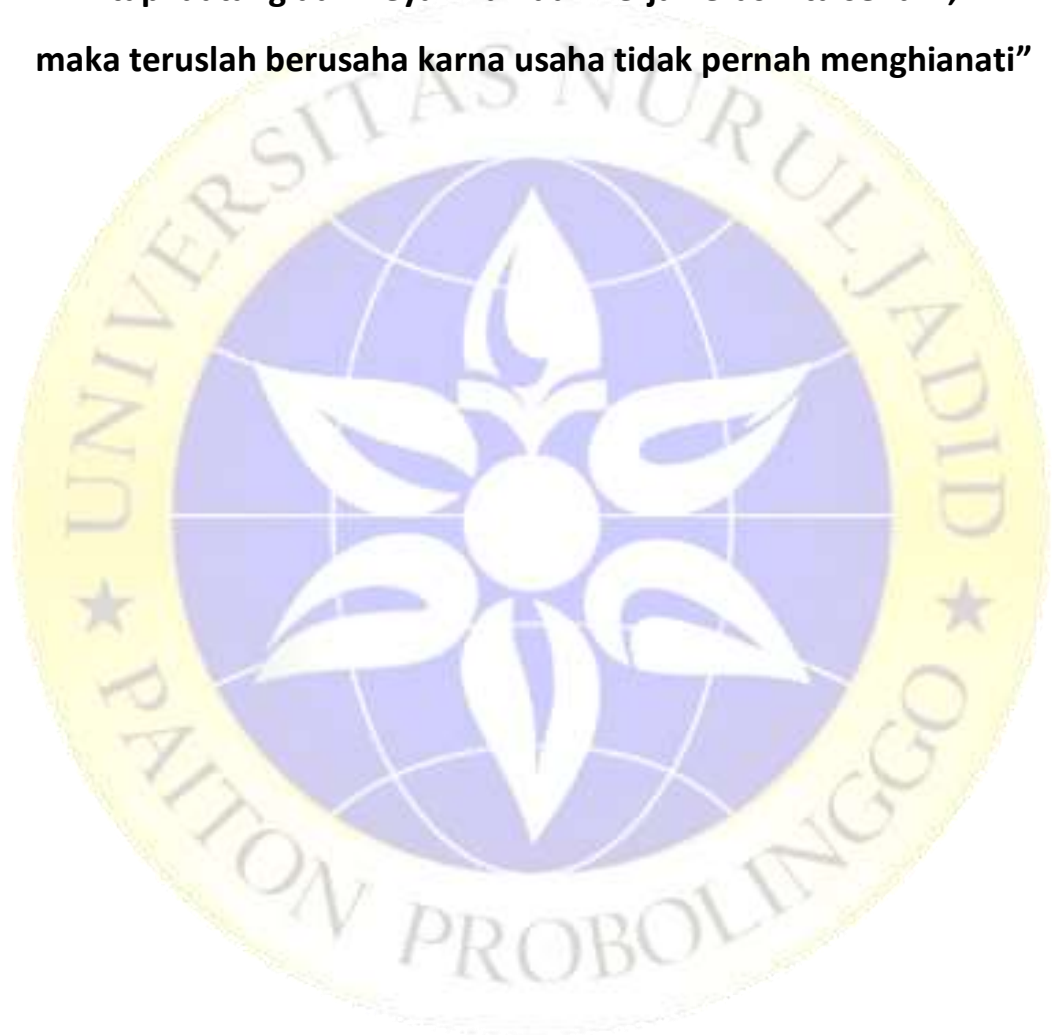 maka teruslah berusaha karna usaha tidak pernah menghianati”
UNIVERSITAS NURUL JADID
PAITON PROBOLINGGO